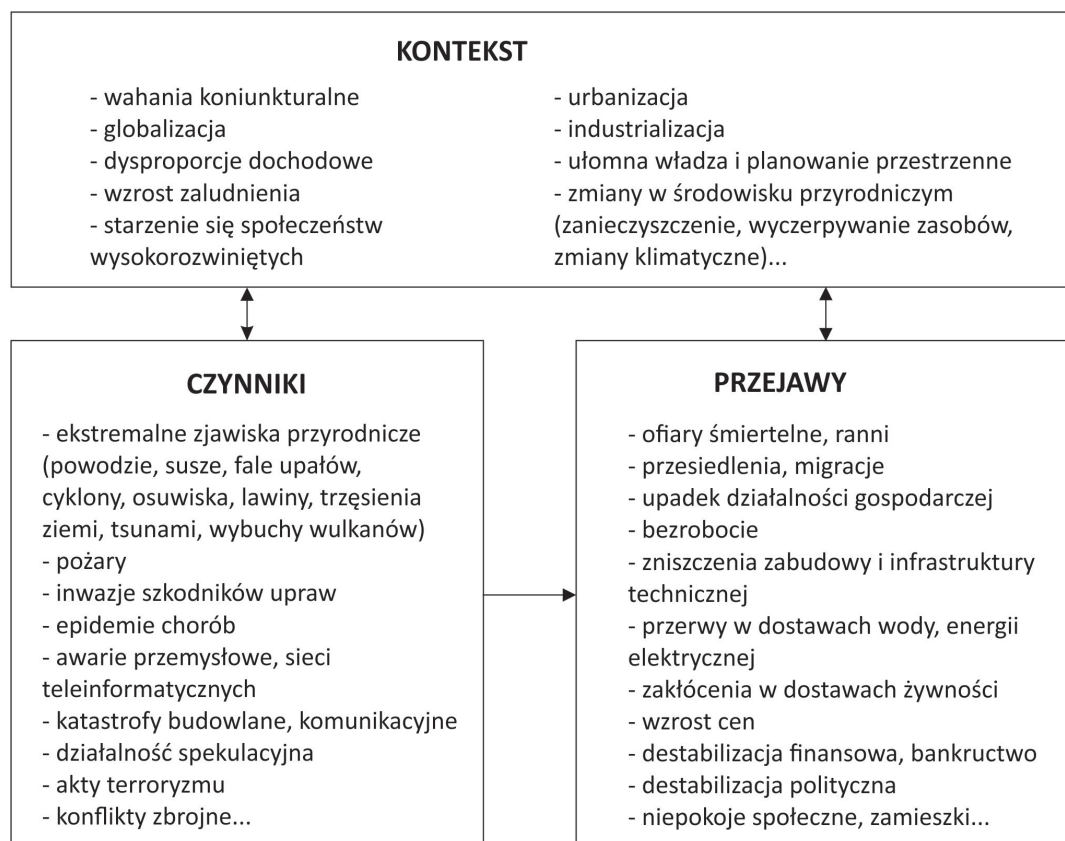 KONTEKST
- wahania koniunkturalne
- globalizacja
- dysproporcje dochodowe
- wzrost zaludnienia
- starzenie się społeczeństw
wysokorozwiniętych
- urbanizacja
- industrializacja
- ułomna władza i planowanie przestrzenne
- zmiany w środowisku przyrodniczym
(zanieczyszczenie, wyczerpywanie zasobów,
zmiany klimatyczne)...
CZYNNIKI
- ekstremalne zjawiska przyrodnicze
(powodzie, susze, fale upałów,
cyklony, osuwiska, lawiny, trzęsienia
ziemi, tsunami, wybuchy wulkanów)
- pożary
- inwazje szkodników upraw
- epidemie chorób
- awarie przemysłowe, sieci
teleinformatycznych
- katastrofy budowlane, komunikacyjne
- działalność spekulacyjna
- akty terroryzmu
- konflikty zbrojne...
PRZEJAWY
- ofiary śmiertelne, ranni
- przesiedlenia, migracje
- upadek działalności gospodarczej
- bezrobocie
- zniszczenia zabudowy i infrastruktury
technicznej
- przerwy w dostawach wody, energii
elektrycznej
- zakłócenia w dostawach żywności
- wzrost cen
- destabilizacja finansowa, bankructwo
- destabilizacja polityczna
- niepokoje społeczne, zamieszki...